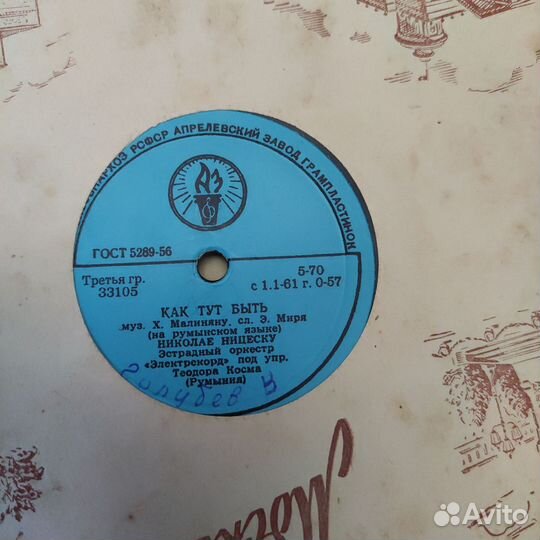 РСФСР АПРЕЛЕВСКИЙ ЗАВОД ГРАМПЛАСТИНОК
АЗ
ГОСТ 5289-56
Третья гр.
33105
5-70
с 1.1-61 г. 0-57
КАК ТУТ БЫТЬ
муз. Х. Малиняну, сл. Э. Миря
(на румынском языке)
НИКОЛАЕ НИЦЕСКУ
Эстрадный оркестр
«Электрекорд» под упр.
Теодора Косма
(Румыния)
Голубев В
Avito